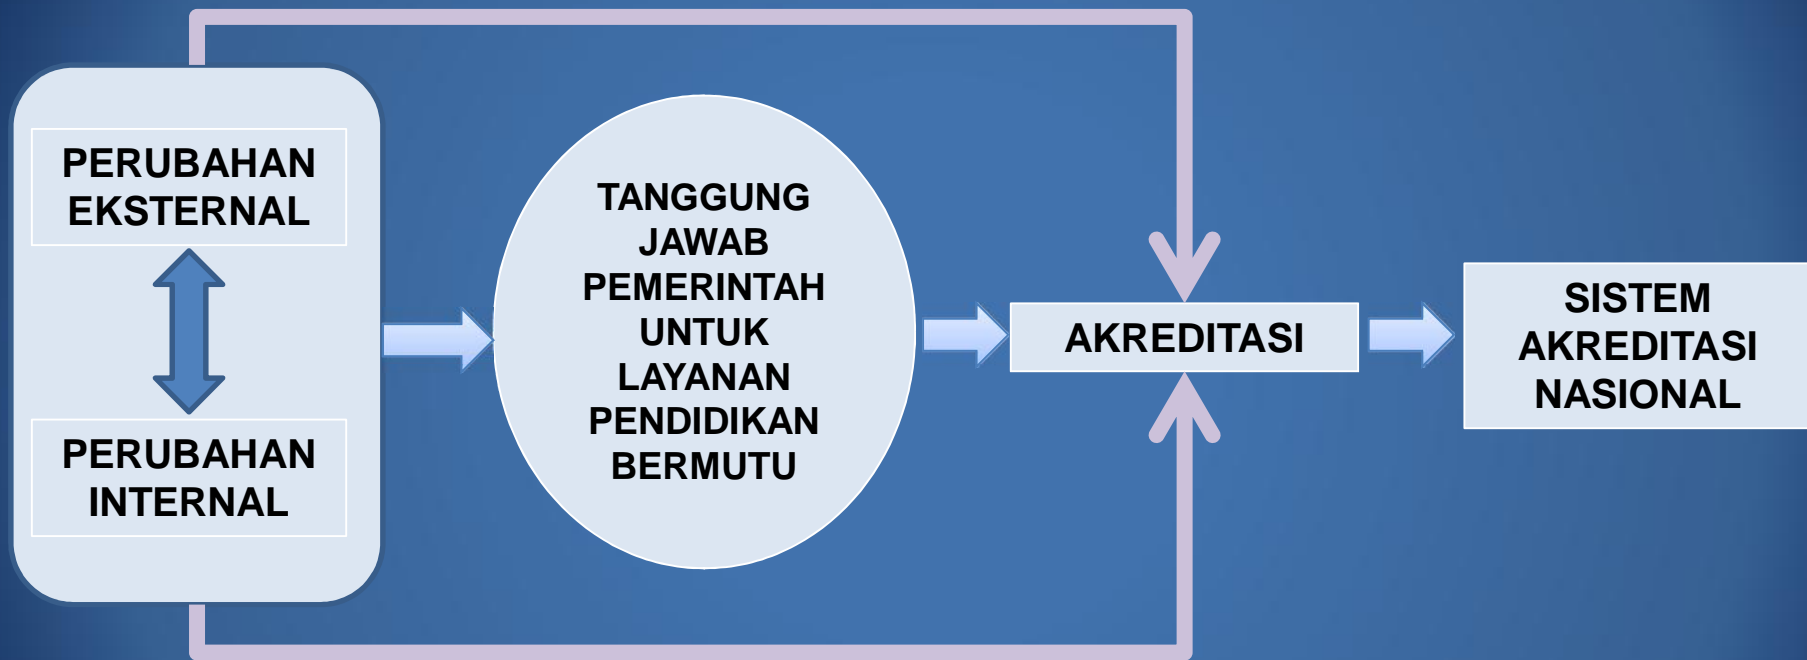 PERUBAHAN
EKSTERNAL
PERUBAHAN
INTERNAL
TANGGUNG
JAWAB
PEMERINTAH
UNTUK
LAYANAN
PENDIDIKAN
BERMUTU
AKREDITASI
SISTEM
AKREDITASI
NASIONAL